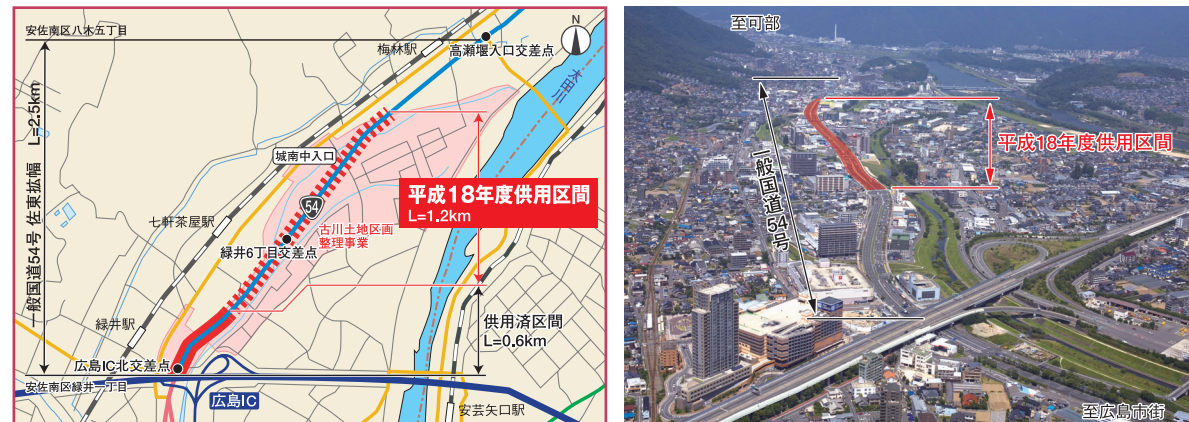 安佐南区八木五丁目
梅林駅
高瀬堰入口交差点
N
太田川
一般国道54号 佐東拡幅 L=2.5km
城南中入口
平成18年度供用区間
L=1.2km
54
七軒茶屋駅
古川土地区画
整理事業
緑井6丁目交差点
緑井駅
供用済区間
L=0.6km
広島IC北交差点
安佐南区緑井一丁目
広島IC
安芸矢口駅
至可部
平成18年度供用区間
一般国道54号
至広島市街